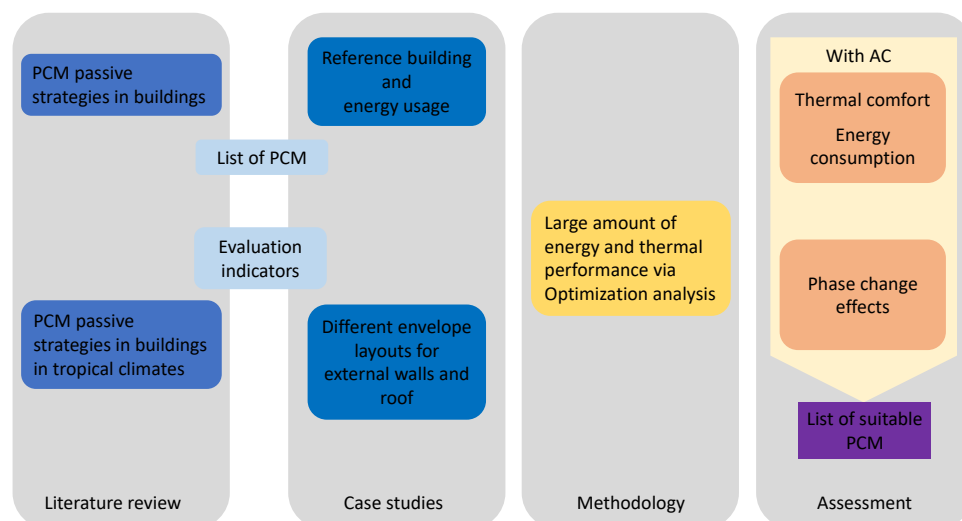 PCM passive
strategies in buildings
PCM passive
strategies in buildings
in tropical climates
Literature review
List of PCM
Evaluation
indicators
Reference building
and
energy usage
Different envelope
layouts for
external walls and
roof
Case studies
Large amount of
energy and thermal
performance via
Optimization analysis
Methodology
With AC
Thermal comfort
Energy
consumption
Phase change
effects
List of suitable
PCM
Assessment